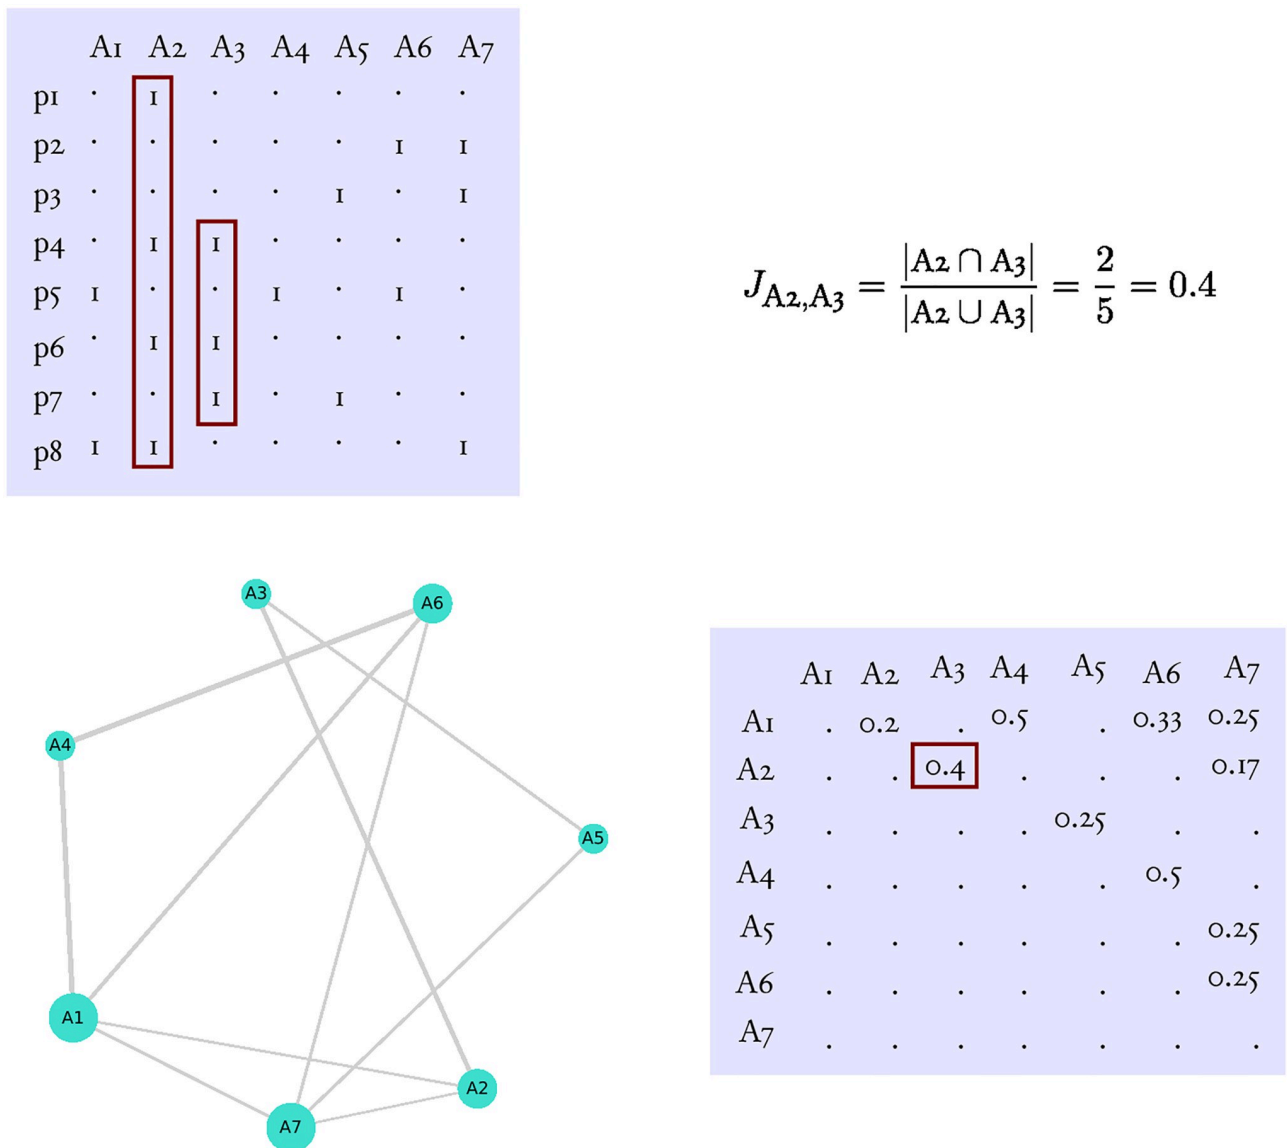 A1 A2 A3 A4 A5 A6 A7
p1 · 1 · · · · ·
p2 · · · · · 1 1
p3 · · · · 1 · 1
p4 · 1 1 · · · ·
p5 1 · · 1 · 1 ·
p6 · 1 1 · · · ·
p7 · · 1 · 1 · ·
p8 1 1 · · · · 1
J_{A2,A3} = |A2 ∩ A3| / |A2 ∪ A3| = 2/5 = 0.4
A3
A6
A4
A5
A1
A2
A7
A1 A2 A3 A4 A5 A6 A7
A1 . 0.2 . 0.5 . 0.33 0.25
A2 . . 0.4 . . . 0.17
A3 . . . . 0.25 . .
A4 . . . . . 0.5 .
A5 . . . . . . 0.25
A6 . . . . . . 0.25
A7 . . . . . . .